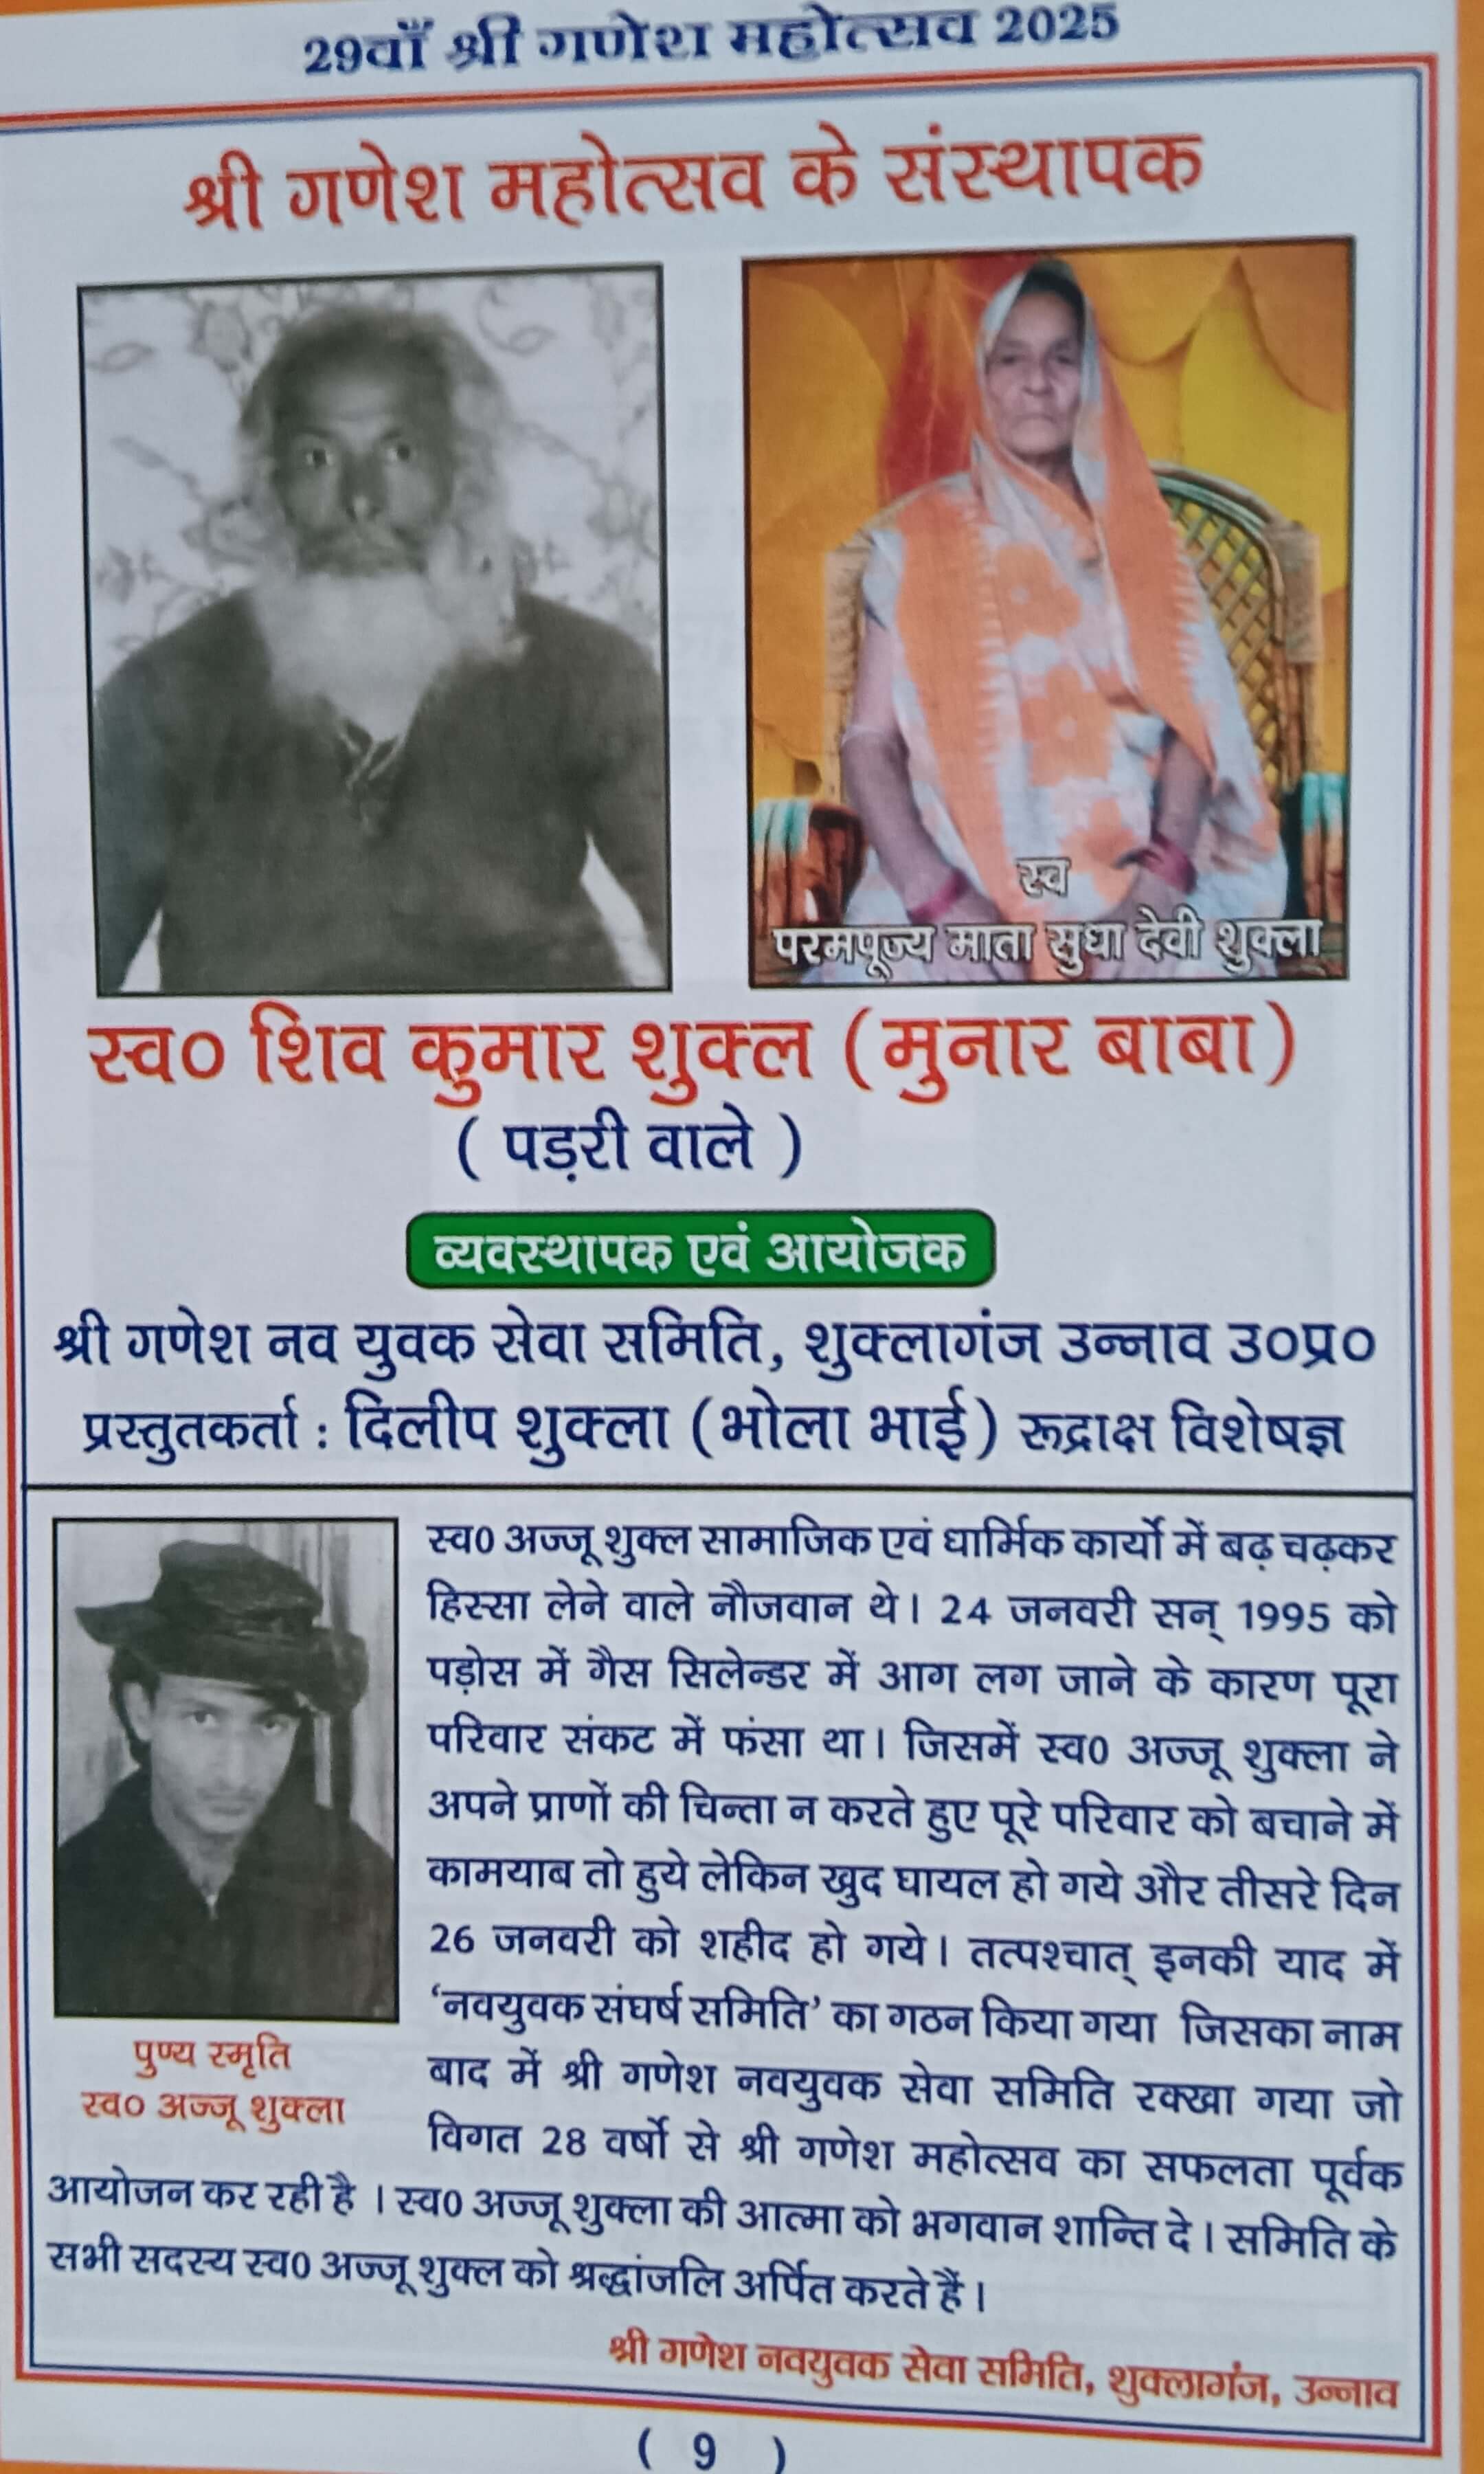 29वाँ श्री गणेश महोत्सव 2025
श्री गणेश महोत्सव के संस्थापक
स्व
परमपूज्य माता सुधा देवी शुक्ला
स्व० शिव कुमार शुक्ल (मुनार बाबा)
( पड़री वाले )
व्यवस्थापक एवं आयोजक
श्री गणेश नव युवक सेवा समिति, शुक्लागंज उन्नाव उ०प्र०
प्रस्तुतकर्ता : दिलीप शुक्ला (भोला भाई) रूद्राक्ष विशेषज्ञ
स्व0 अज्जू शुक्ल सामाजिक एवं धार्मिक कार्यो में बढ़ चढ़कर
हिस्सा लेने वाले नौजवान थे। 24 जनवरी सन् 1995 को
पड़ोस में गैस सिलेन्डर में आग लग जाने के कारण पूरा
परिवार संकट में फंसा था। जिसमें स्व0 अज्जू शुक्ला ने
अपने प्राणों की चिन्ता न करते हुए पूरे परिवार को बचाने में
कामयाब तो हुये लेकिन खुद घायल हो गये और तीसरे दिन
26 जनवरी को शहीद हो गये। तत्पश्चात् इनकी याद में
‘नवयुवक संघर्ष समिति’ का गठन किया गया जिसका नाम
बाद में श्री गणेश नवयुवक सेवा समिति रक्खा गया जो
विगत 28 वर्षो से श्री गणेश महोत्सव का सफलता पूर्वक
आयोजन कर रही है । स्व0 अज्जू शुक्ला की आत्मा को भगवान शान्ति दे। समिति के
सभी सदस्य स्व0 अज्जू शुक्ल को श्रद्धांजलि अर्पित करते हैं।
पुण्य स्मृति
स्व० अज्जू शुक्ला
श्री गणेश नवयुवक सेवा समिति, शुक्लागंज, उन्नाव
( 9 )